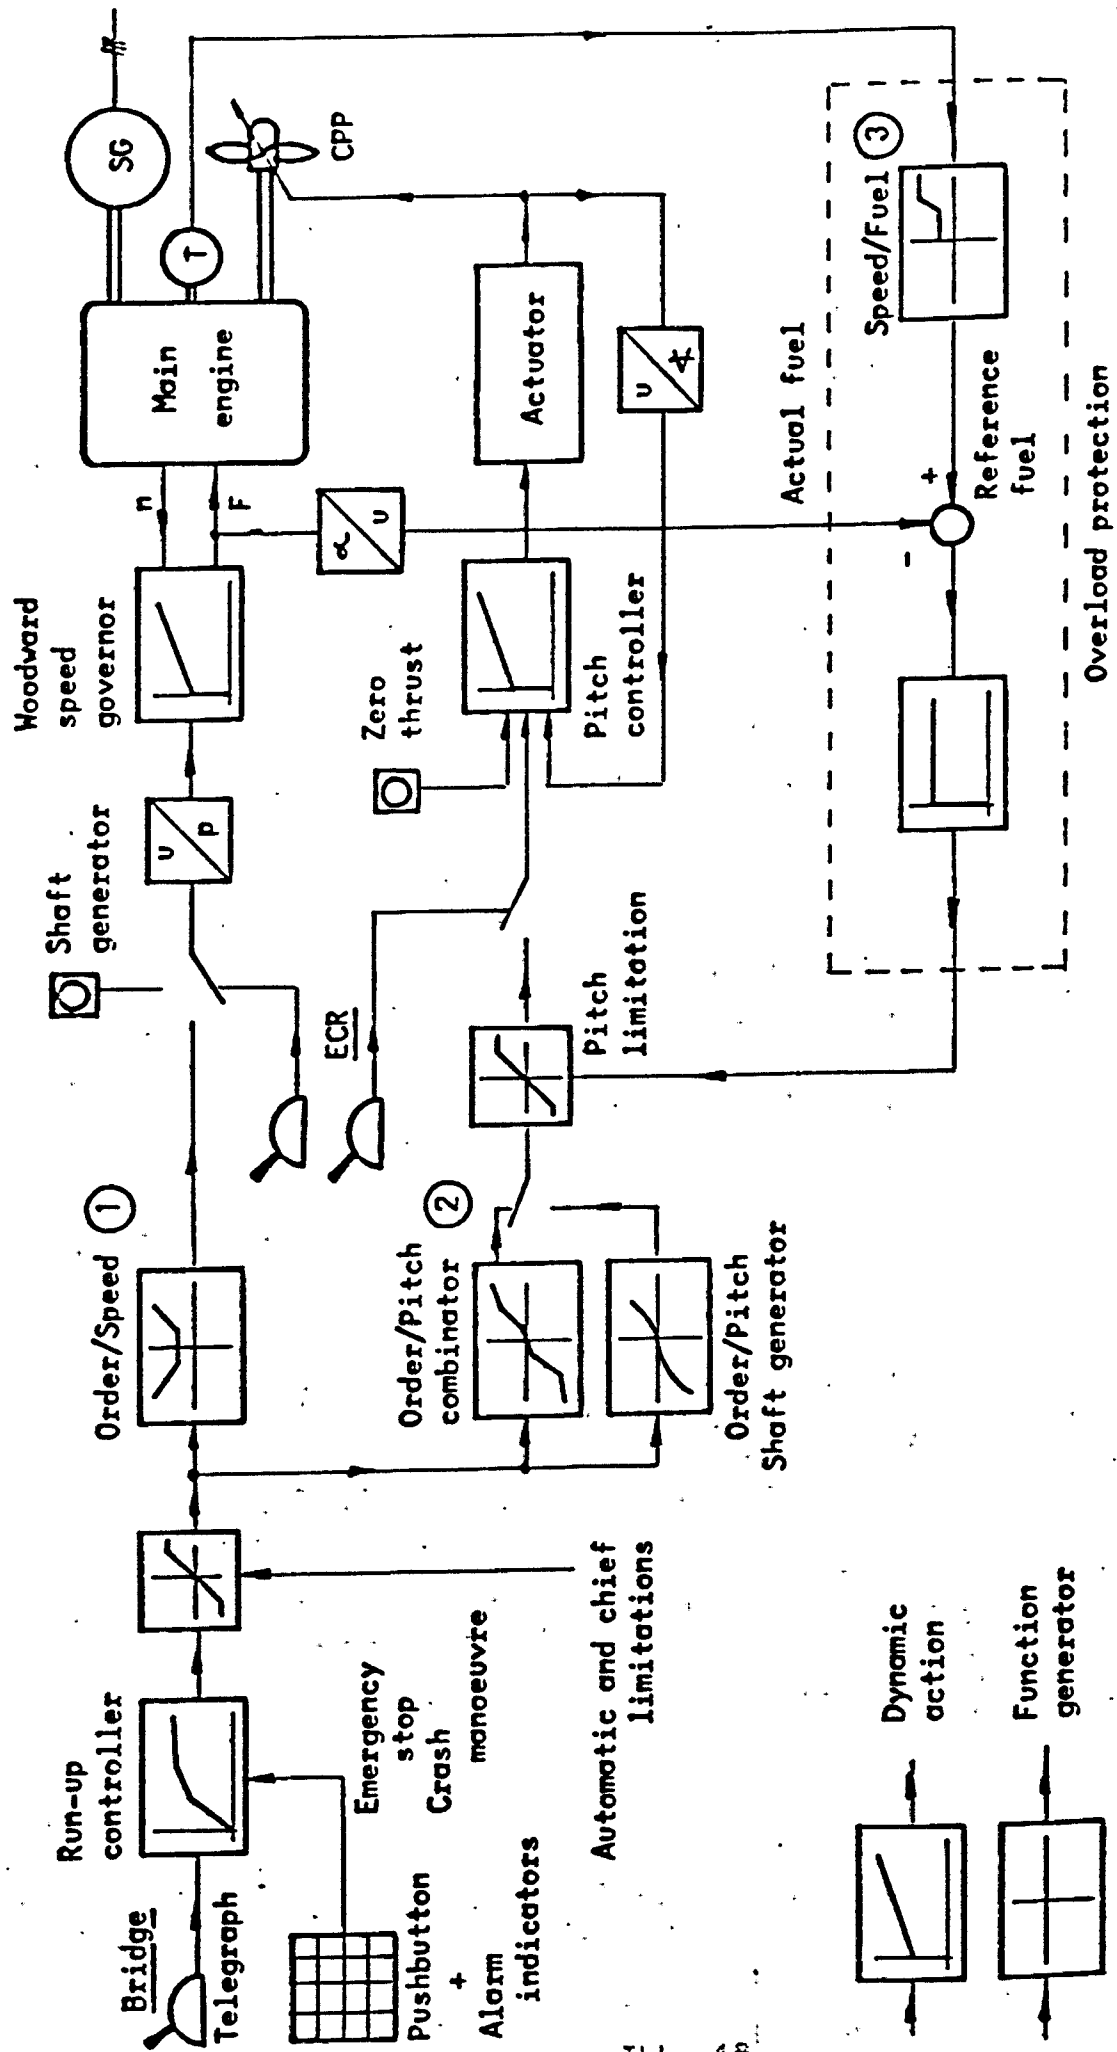 Bridge
Telegraph
Pushbutton
+
Alarm
indicators
Run-up
controller
Emergency
stop
Crash
manoeuvre
Automatic and chief
limitations
Order/Speed
1
Order/Pitch
combinator
2
Order/Pitch
Shaft generator
Shaft
generator
ECR
Pitch
limitation
U
P
Woodward
speed
governor
Zero
thrust
Pitch
controller
n
F
α
U
Main
engine
T
SG
CPP
Actuator
U
∢
Actual fuel
Speed/Fuel
3
+
-
Reference
fuel
Overload protection
Dynamic
action
Function
generator